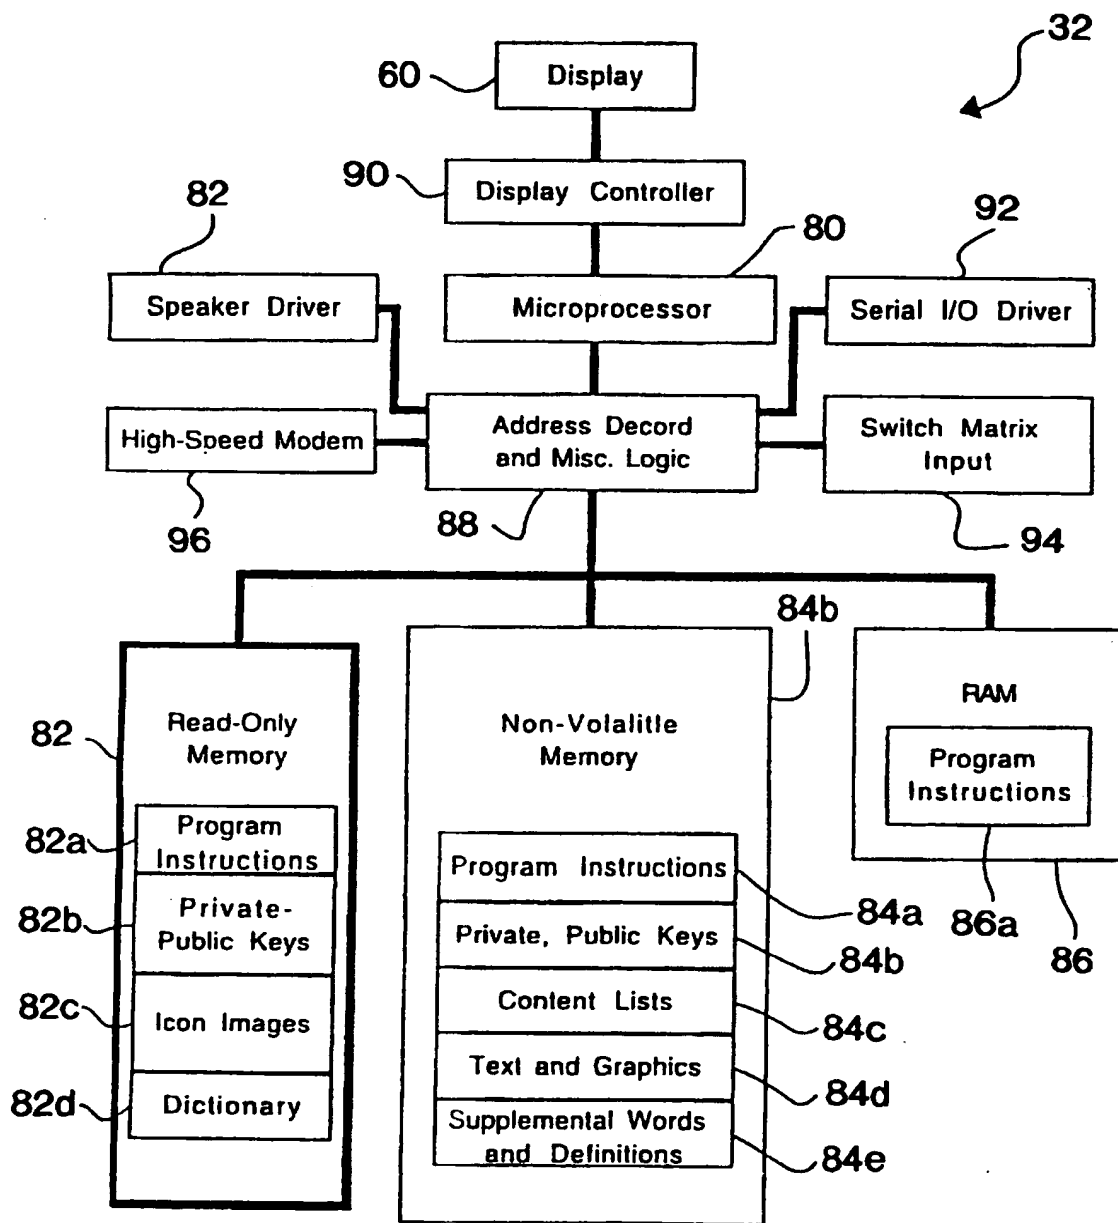 32
60
Display
90
Display Controller
82
80
92
Speaker Driver
Microprocessor
Serial I/O Driver
High-Speed Modem
Address Decord
and Misc. Logic
Switch Matrix
Input
96
88
94
84b
82
Read-Only
Memory
Non-Volalitle
Memory
RAM
Program
Instructions
82a
Program
Instructions
82b
Private-
Public Keys
82c
Icon Images
82d
Dictionary
Program Instructions
84a
Private, Public Keys
84b
Content Lists
84c
Text and Graphics
84d
Supplemental Words
and Definitions
84e
86a
86